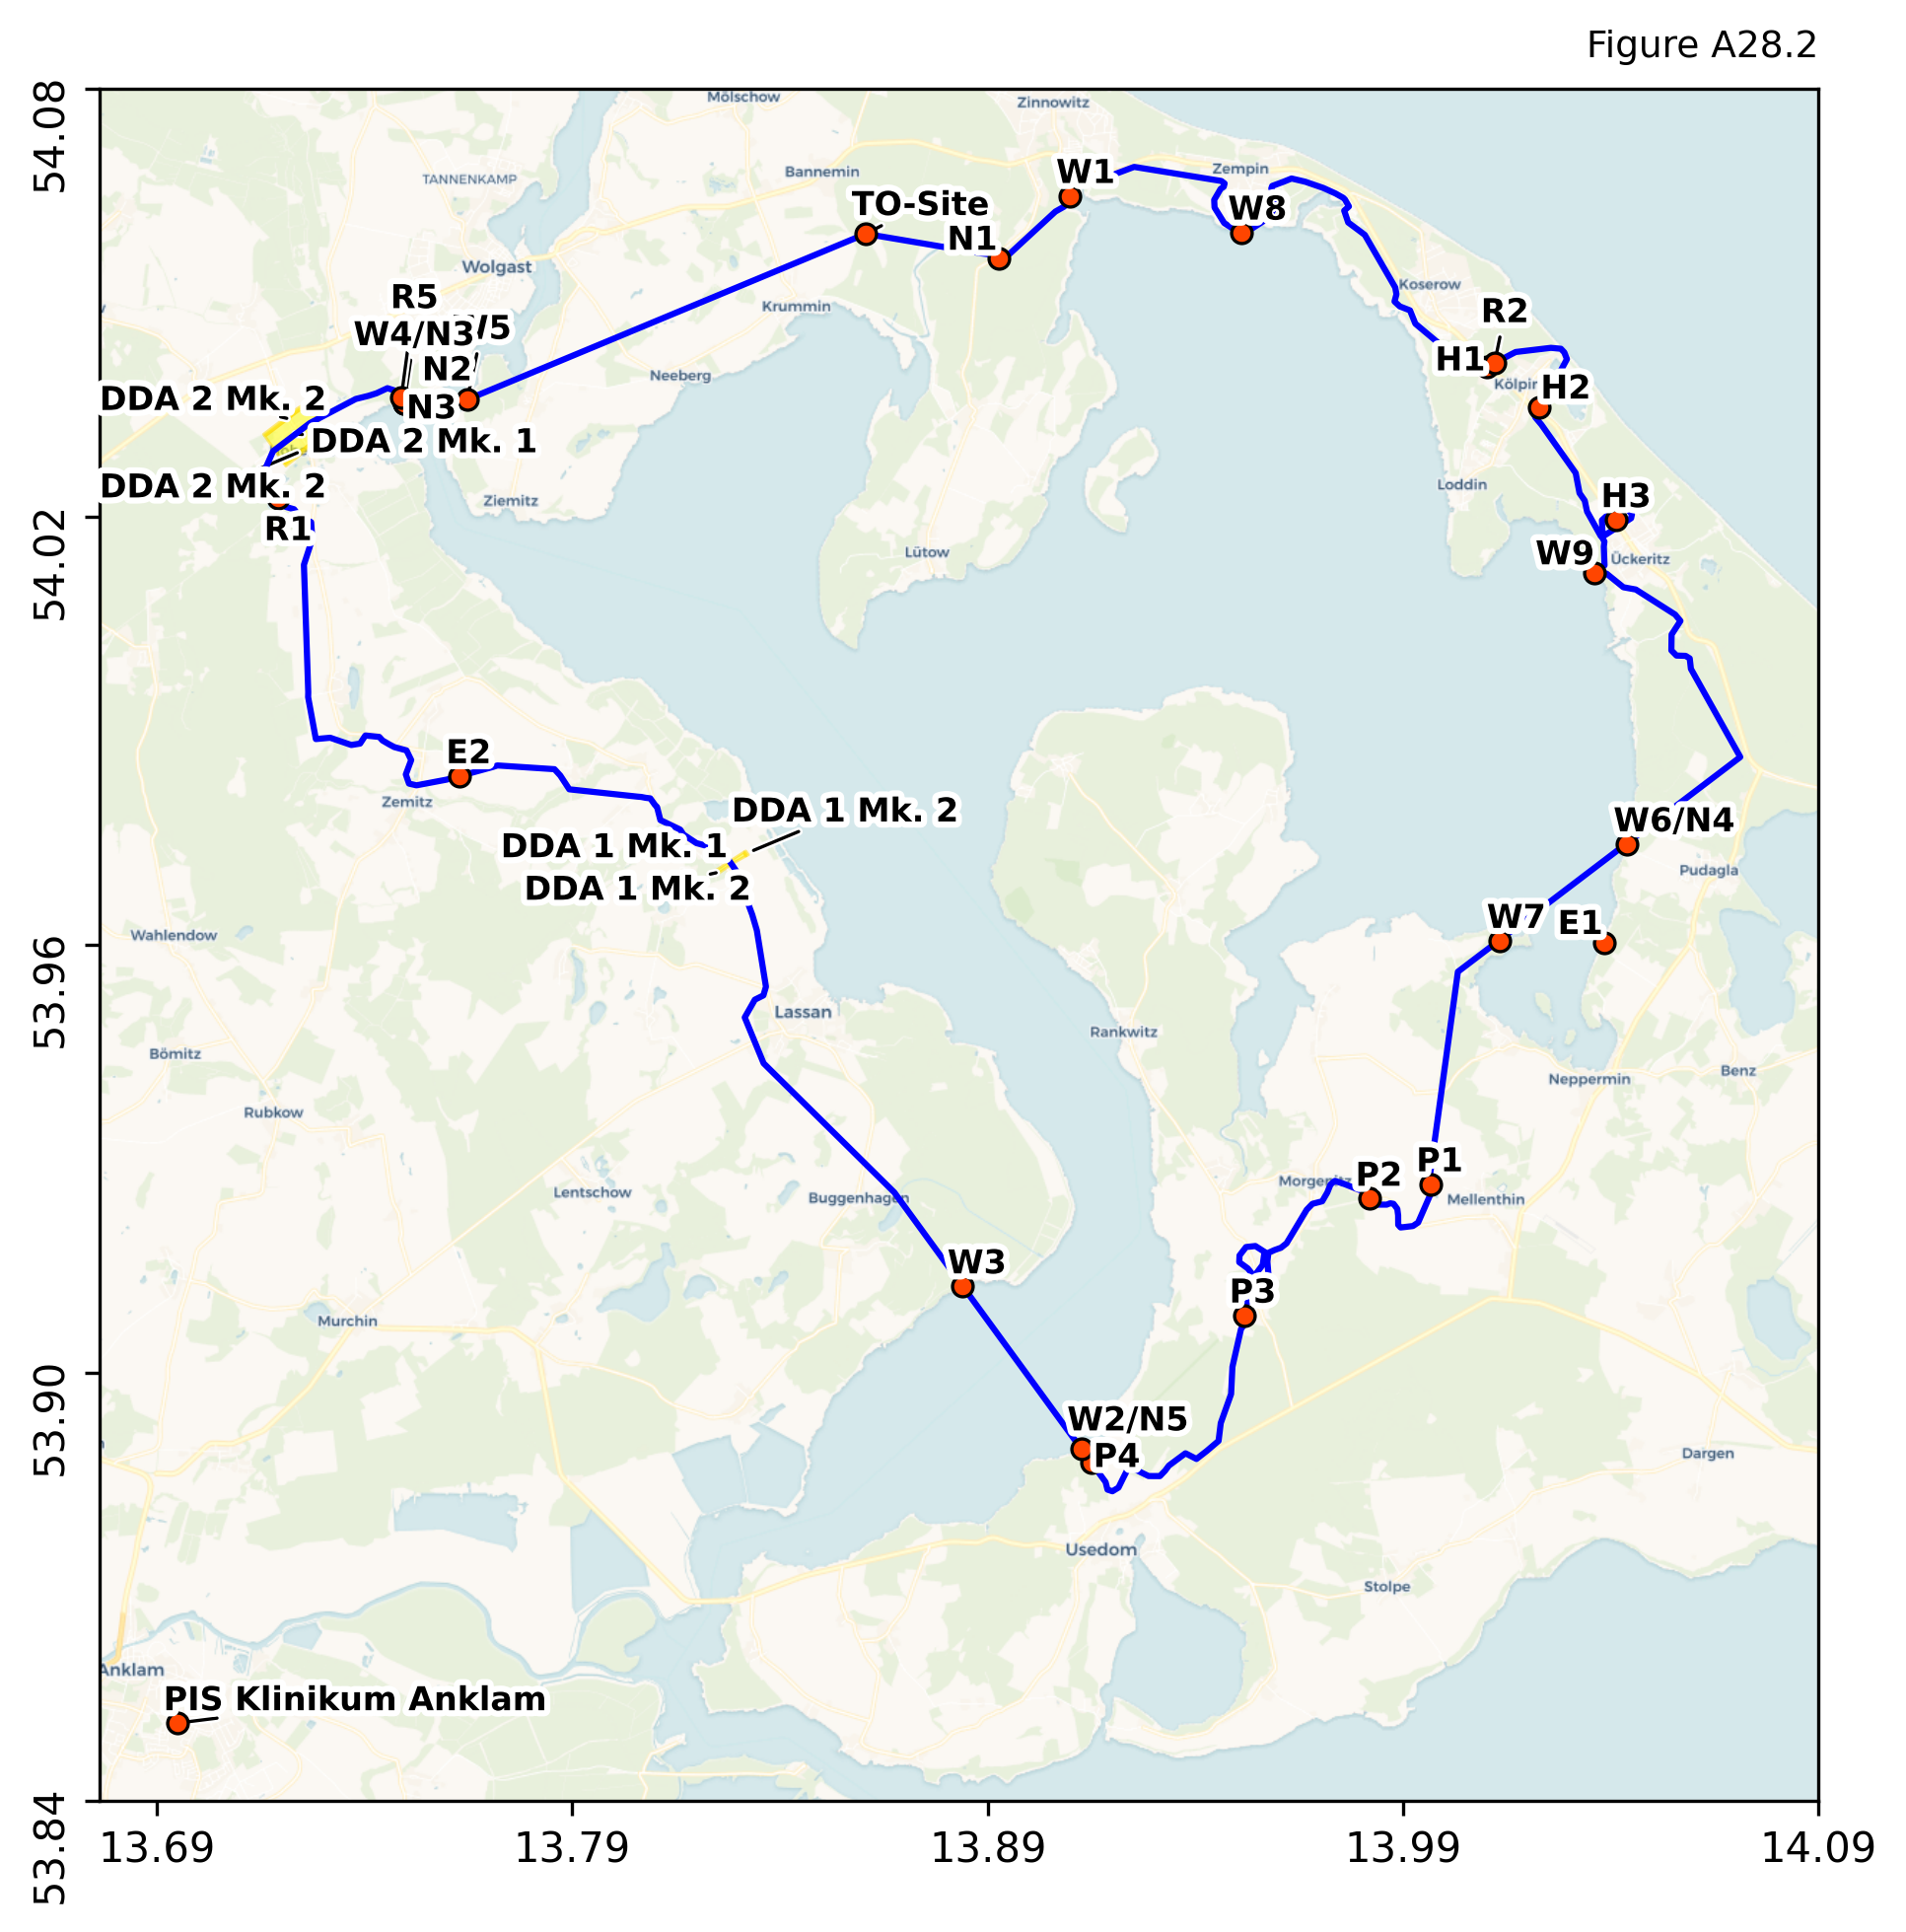 Figure A28.2
54.08
Mölschow
Zinnowitz
Bannemin
Zempin
TANNENKAMP
W1
TO-Site
W8
N1
Wolgast
Koserow
R5
Krummin
R2
W4/N3
N2
H1
Neeberg
Kölpin
H2
DDA 2 Mk. 2
N3
DDA 2 Mk. 1
DDA 2 Mk. 2
Loddin
H3
Ziemitz
54.02
R1
Lütow
W9
Ückeritz
E2
Zemitz
DDA 1 Mk. 2
W6/N4
DDA 1 Mk. 1
Pudagla
DDA 1 Mk. 2
W7
E1
Wahlendow
53.96
Lassan
Rankwitz
Bömitz
Benz
Neppermin
Rubkow
P1
P2
Morgenitz
Lentschow
Buggenhagen
Mellenthin
W3
P3
Murchin
53.90
W2/N5
P4
Dargen
Usedom
Stolpe
Anklam
PIS Klinikum Anklam
53.84
13.69
13.79
13.89
13.99
14.09